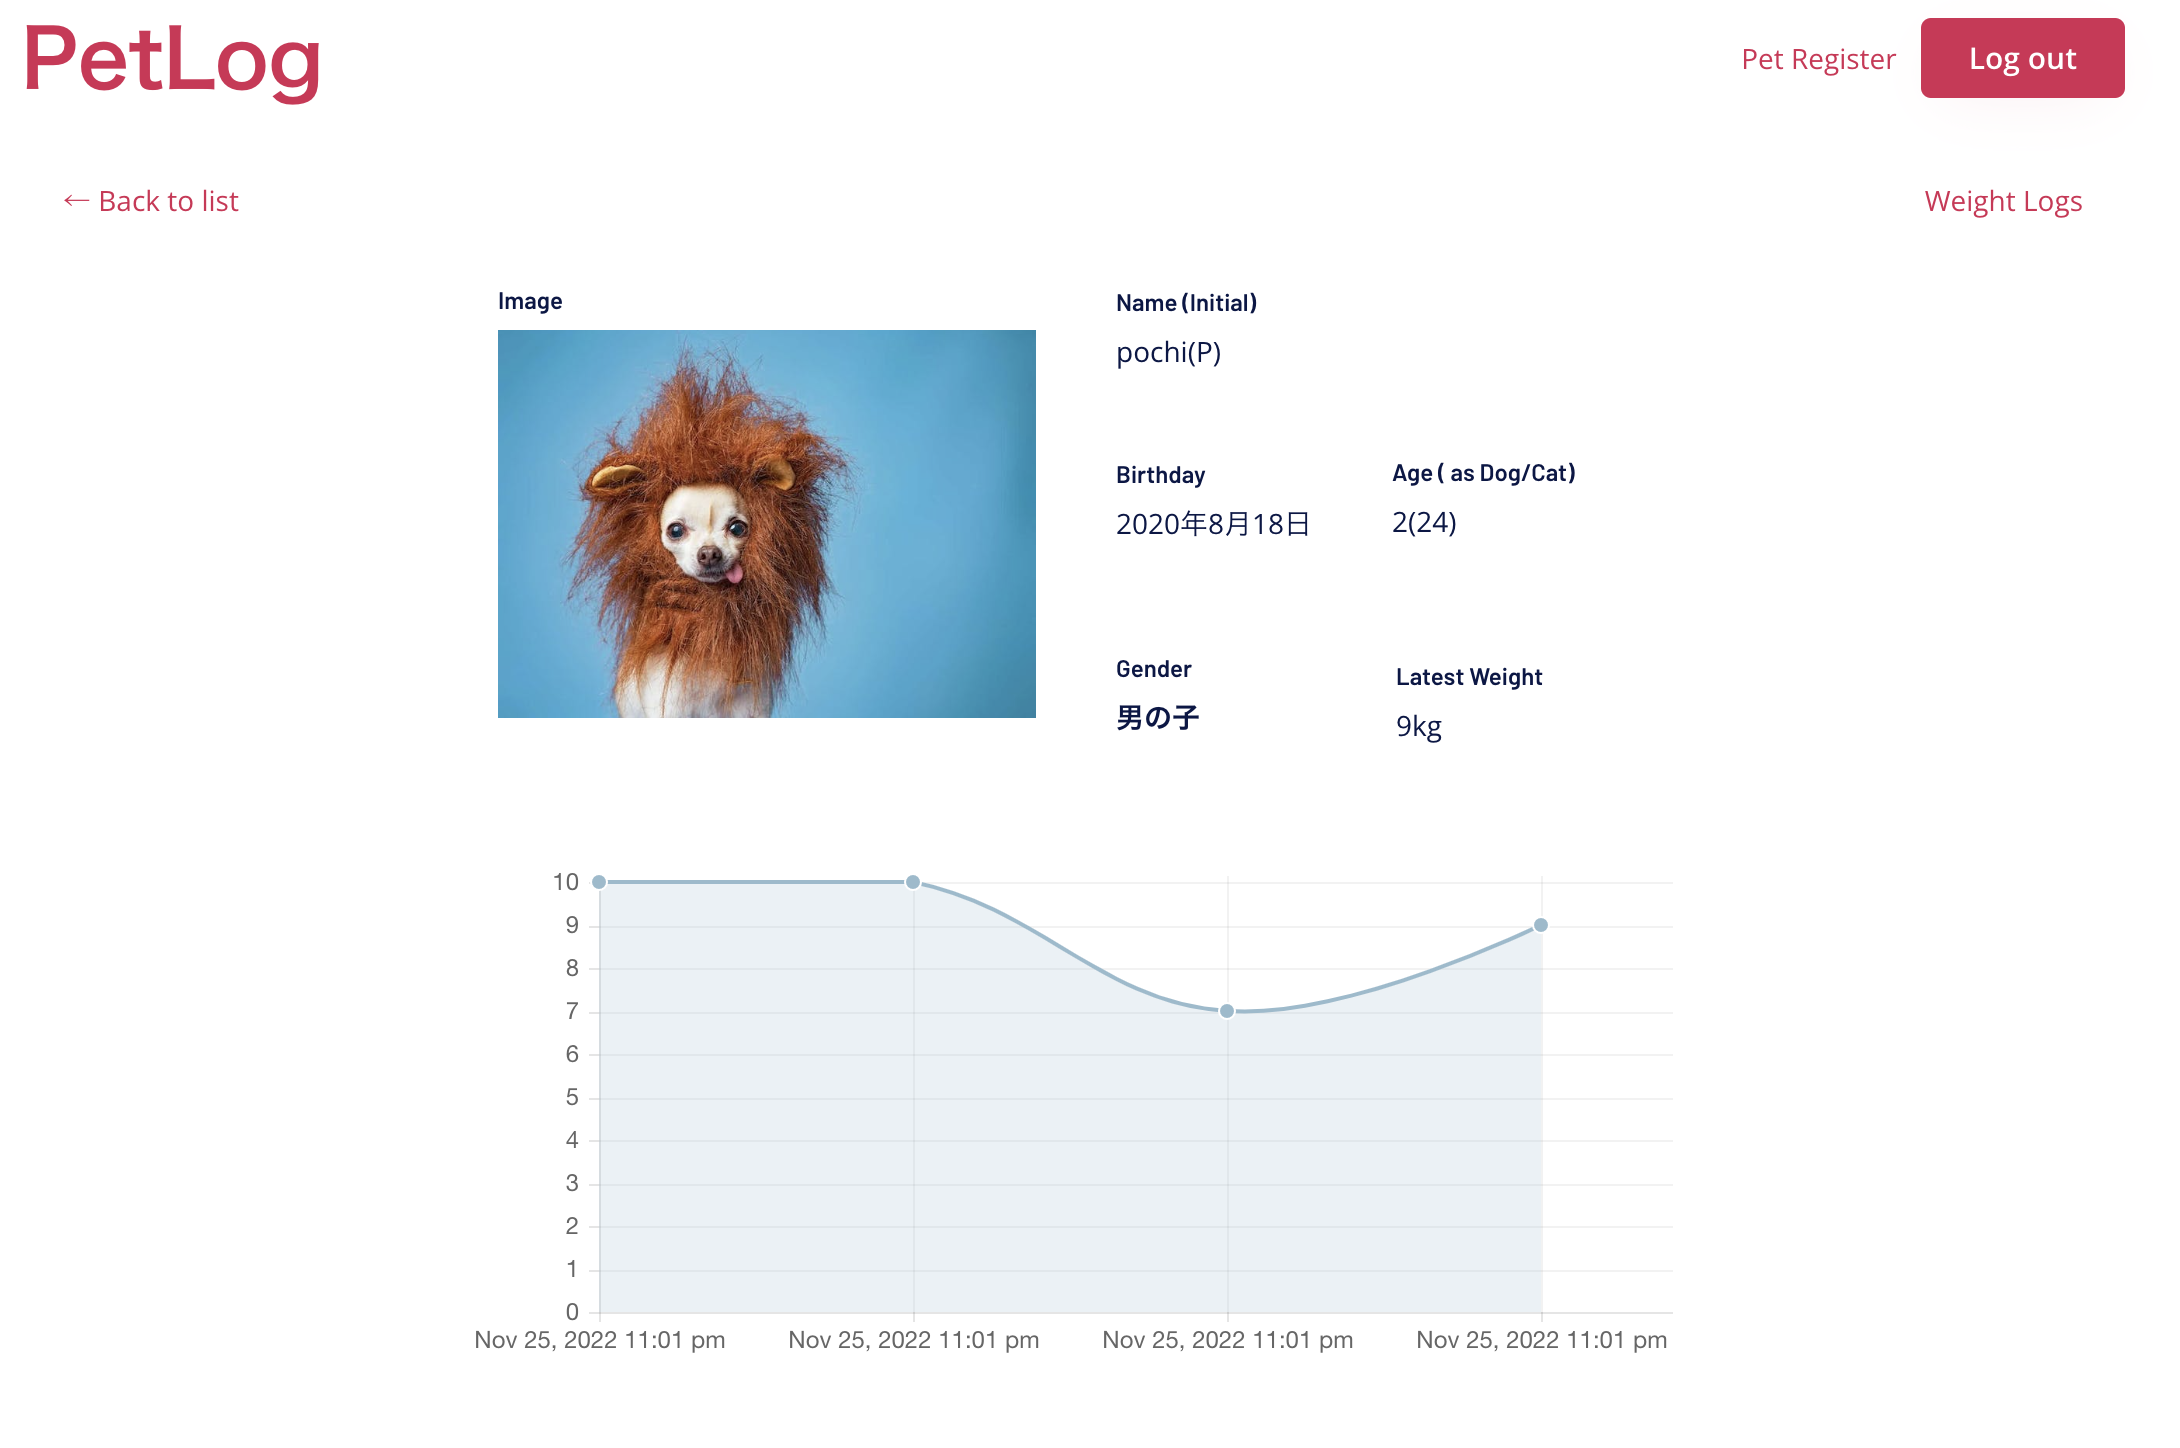 PetLog
Pet Register
Log out
← Back to list
Weight Logs
Image
Name (Initial)
pochi(P)
Birthday
2020年8月18日
Age ( as Dog/Cat)
2(24)
Gender
男の子
Latest Weight
9kg
10
9
8
7
6
5
4
3
2
1
0
Nov 25, 2022 11:01 pm
Nov 25, 2022 11:01 pm
Nov 25, 2022 11:01 pm
Nov 25, 2022 11:01 pm